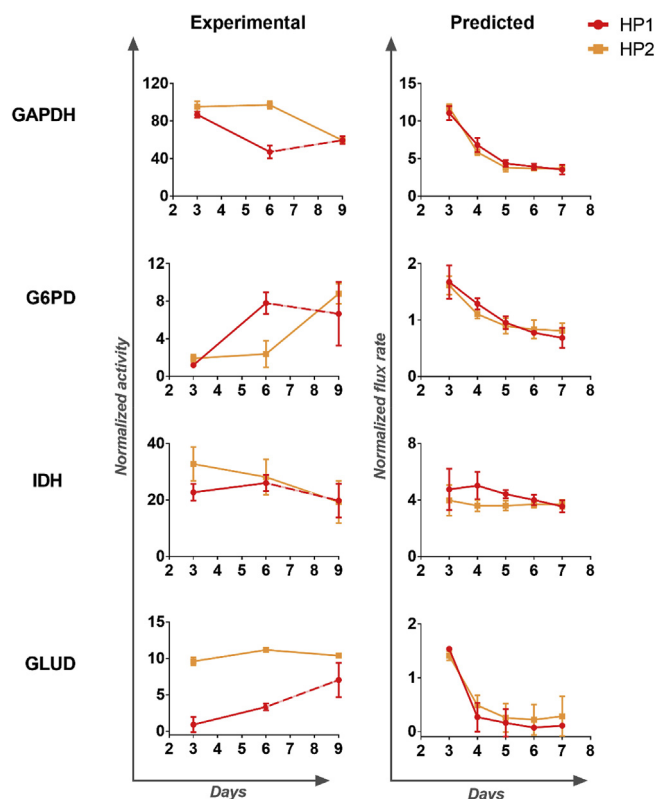 Experimental
Predicted
HP1
HP2
GAPDH
120
80
40
0
2 3 4 5 6 7 8 9
15
10
5
0
2 3 4 5 6 7 8
G6PD
12
8
4
0
2 3 4 5 6 7 8 9
2
1
0
2 3 4 5 6 7 8
IDH
40
20
0
2 3 4 5 6 7 8 9
8
4
0
2 3 4 5 6 7 8
GLUD
15
10
5
0
2 3 4 5 6 7 8 9
2
1
0
2 3 4 5 6 7 8
Normalized activity
Normalized flux rate
Days
Days